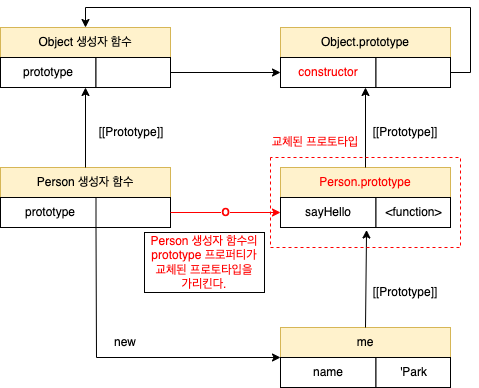 Object 생성자 함수
prototype
Object.prototype
constructor
[[Prototype]]
[[Prototype]]
교체된 프로토타입
Person 생성자 함수
prototype
Person.prototype
sayHello
<function>
Person 생성자 함수의
prototype 프로퍼티가
교체된 프로토타입을
가리킨다.
[[Prototype]]
new
me
name
'Park